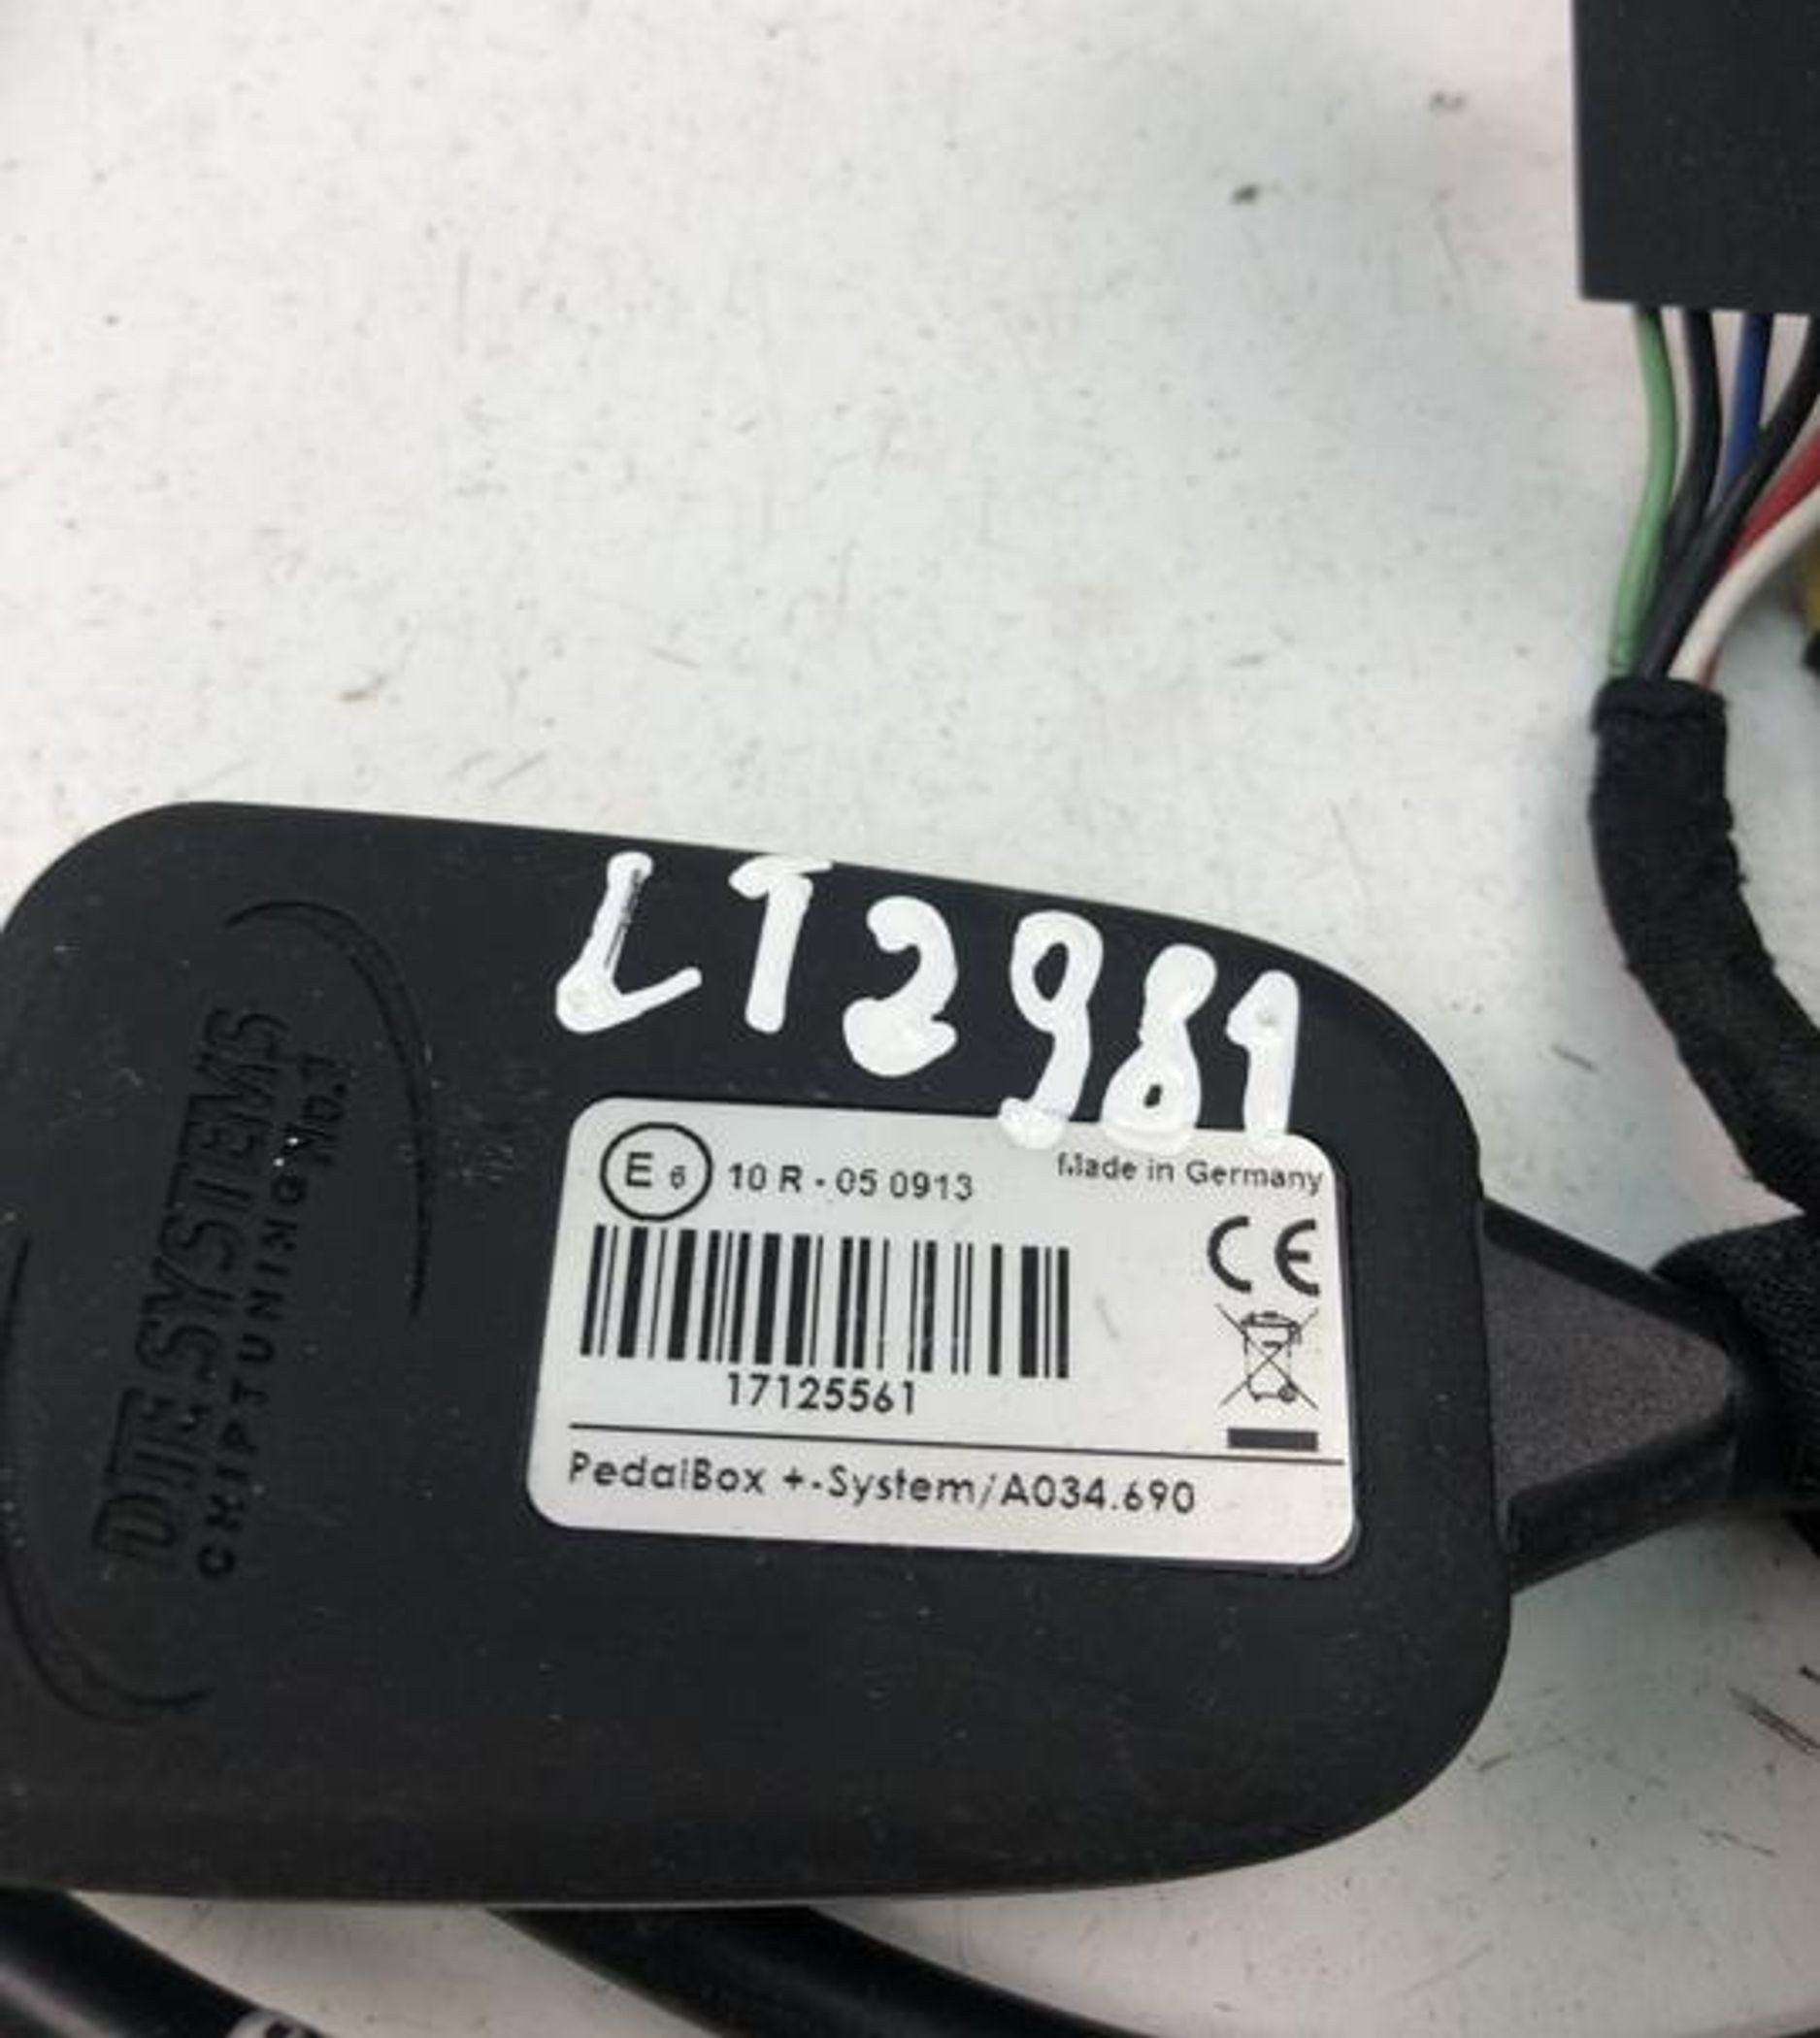 LT2981
E 6 10 R - 05 0913
Made in Germany
CE
17125561
PedalBox +-System/A034.690
DTE SYSTEMS
CHIPTUNING No.1